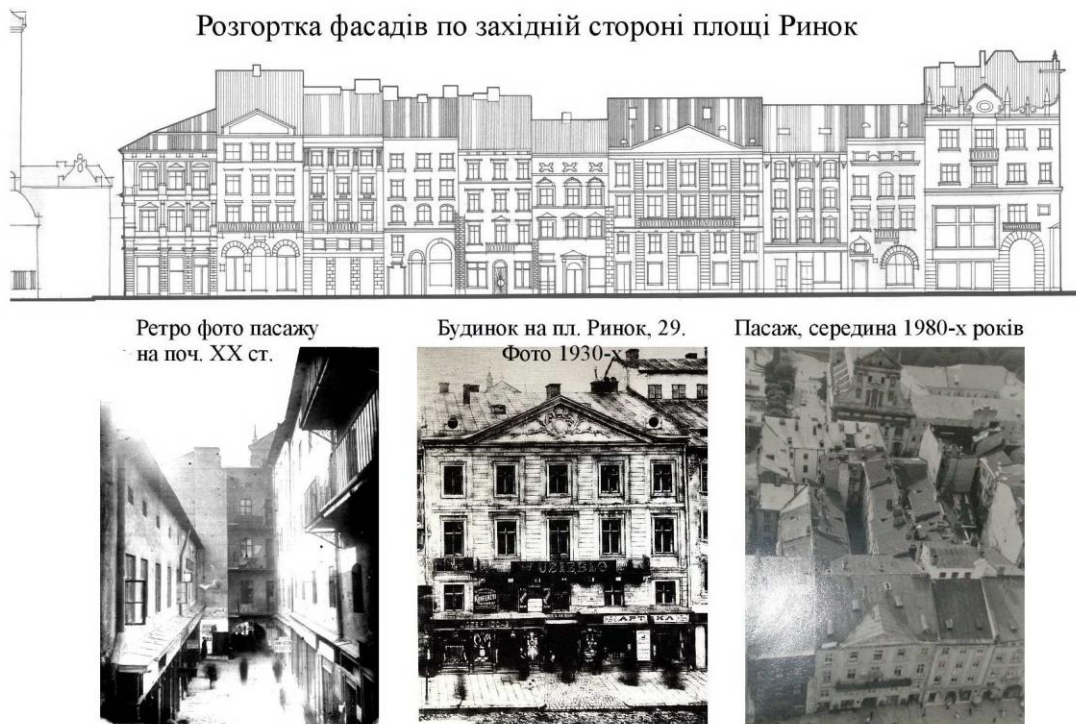 Розгортка фасадів по західній стороні площі Ринок
Ретро фото пасажу
на поч. ХХ ст.
Будинок на пл. Ринок, 29.
Фото 1930-х
Пасаж, середина 1980-х років